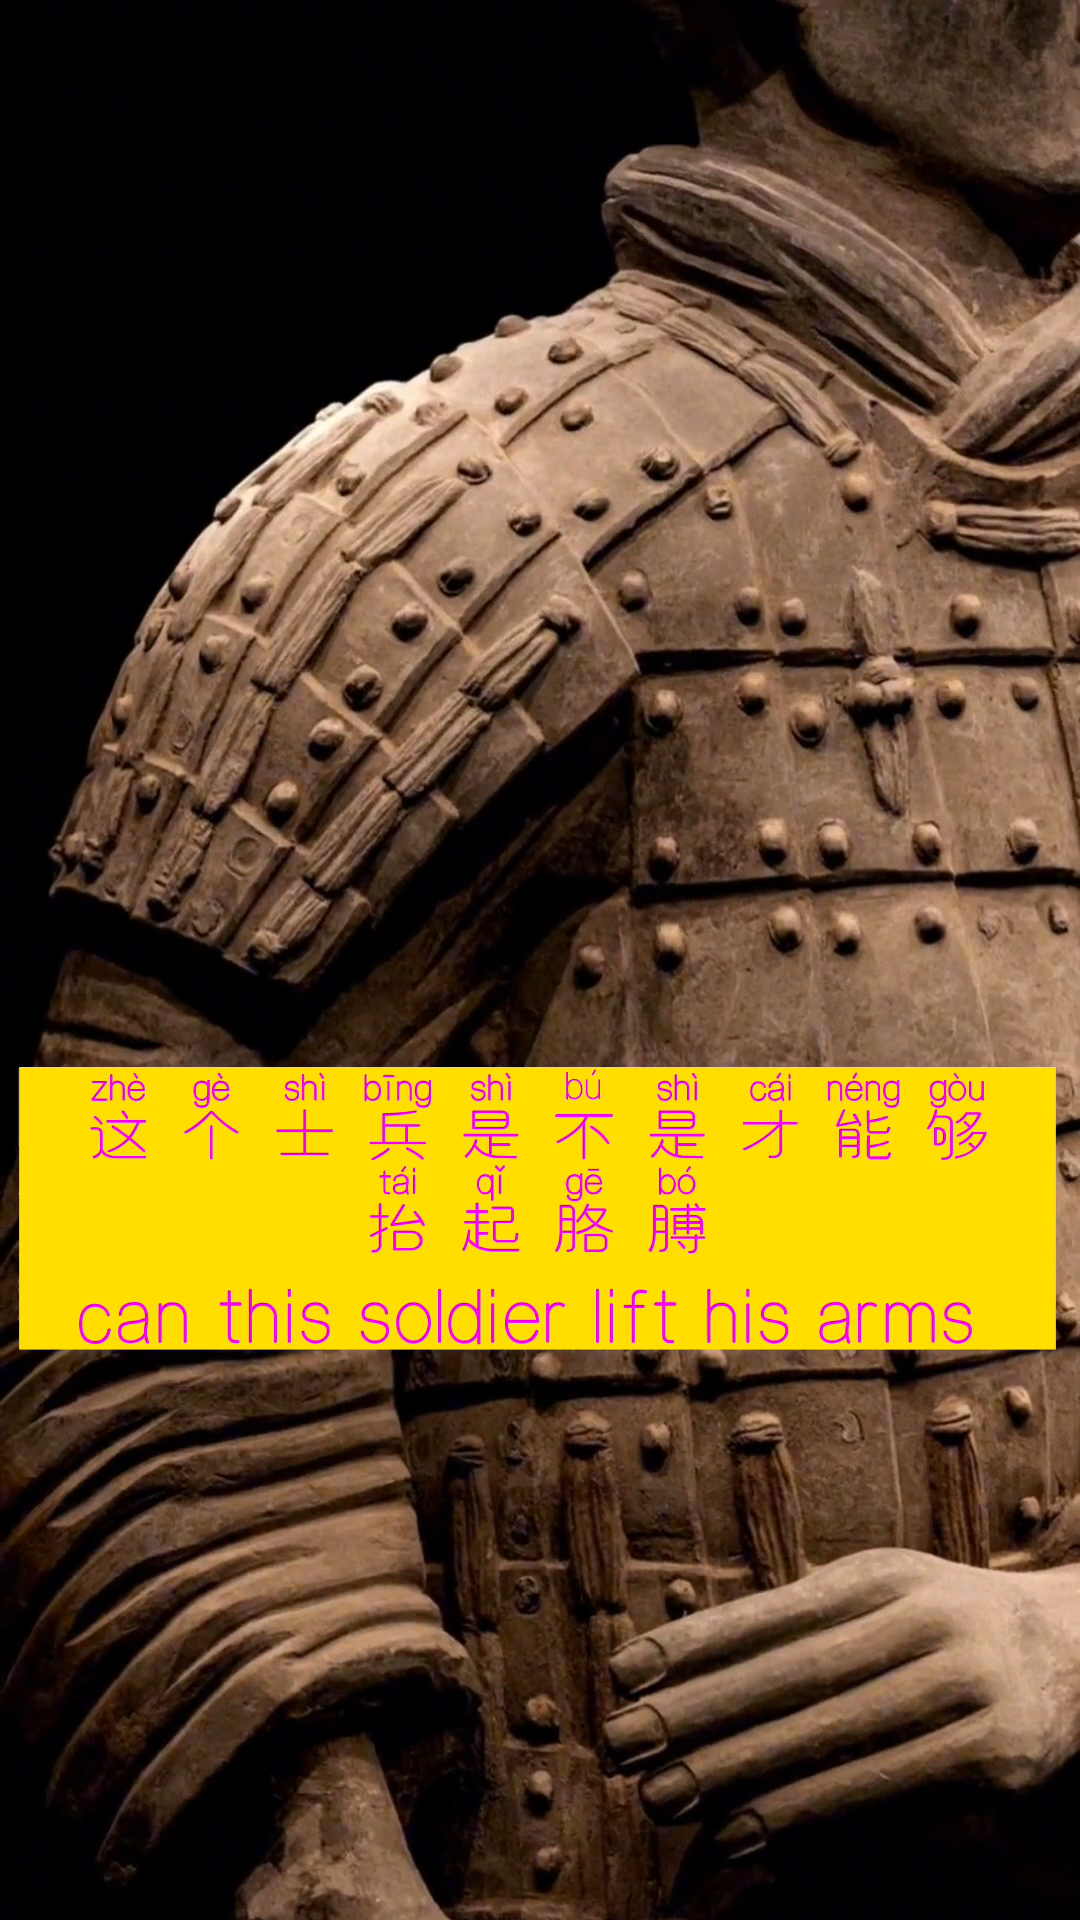 zhè gè shì bīng shì bú shì cái néng gòu
这个士兵是不是才能够
tái qǐ gē bó
抬起胳膊
can this soldier lift his arms